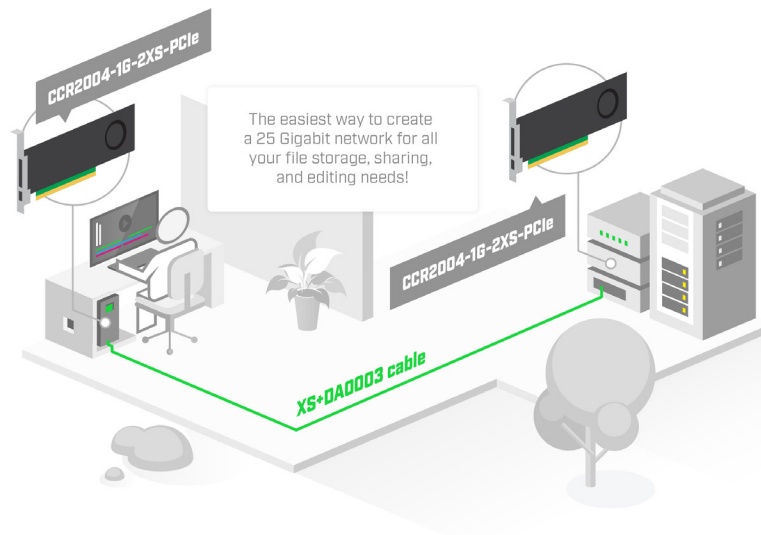 CCR2004-1G-2XS-PCIe
The easiest way to create
a 25 Gigabit network for all
your file storage, sharing,
and editing needs!
CCR2004-1G-2XS-PCIe
XS+DA0003 cable